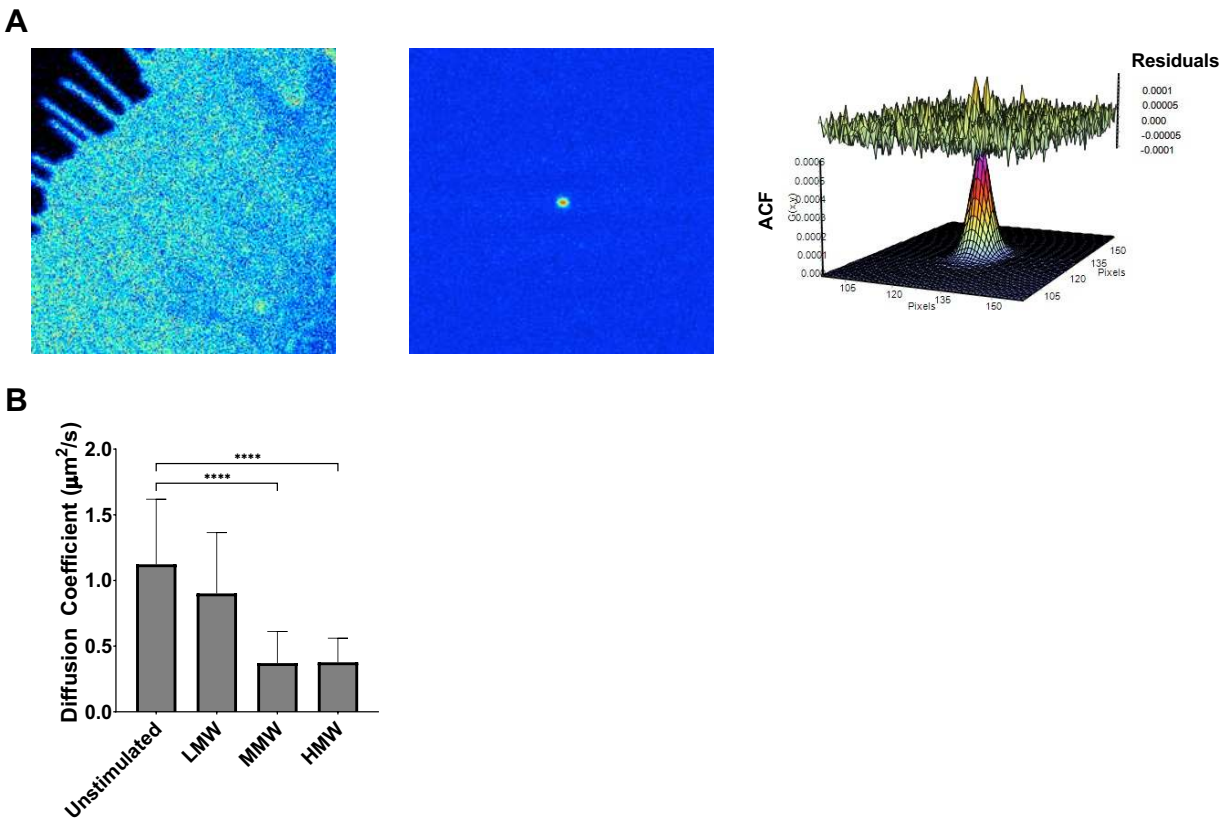 A
Residuals
0.0001
0.00005
0.000
-0.00005
-0.0001
ACF
G(x,y)
0.0006
0.0005
0.0004
0.0003
0.0002
0.0001
0.000
105
120
135
150
Pixels
105
120
135
150
Pixels
B
Diffusion Coefficient (μm²/s)
2.0
1.5
1.0
0.5
0.0
****
****
Unstimulated
LMW
MMW
HMW